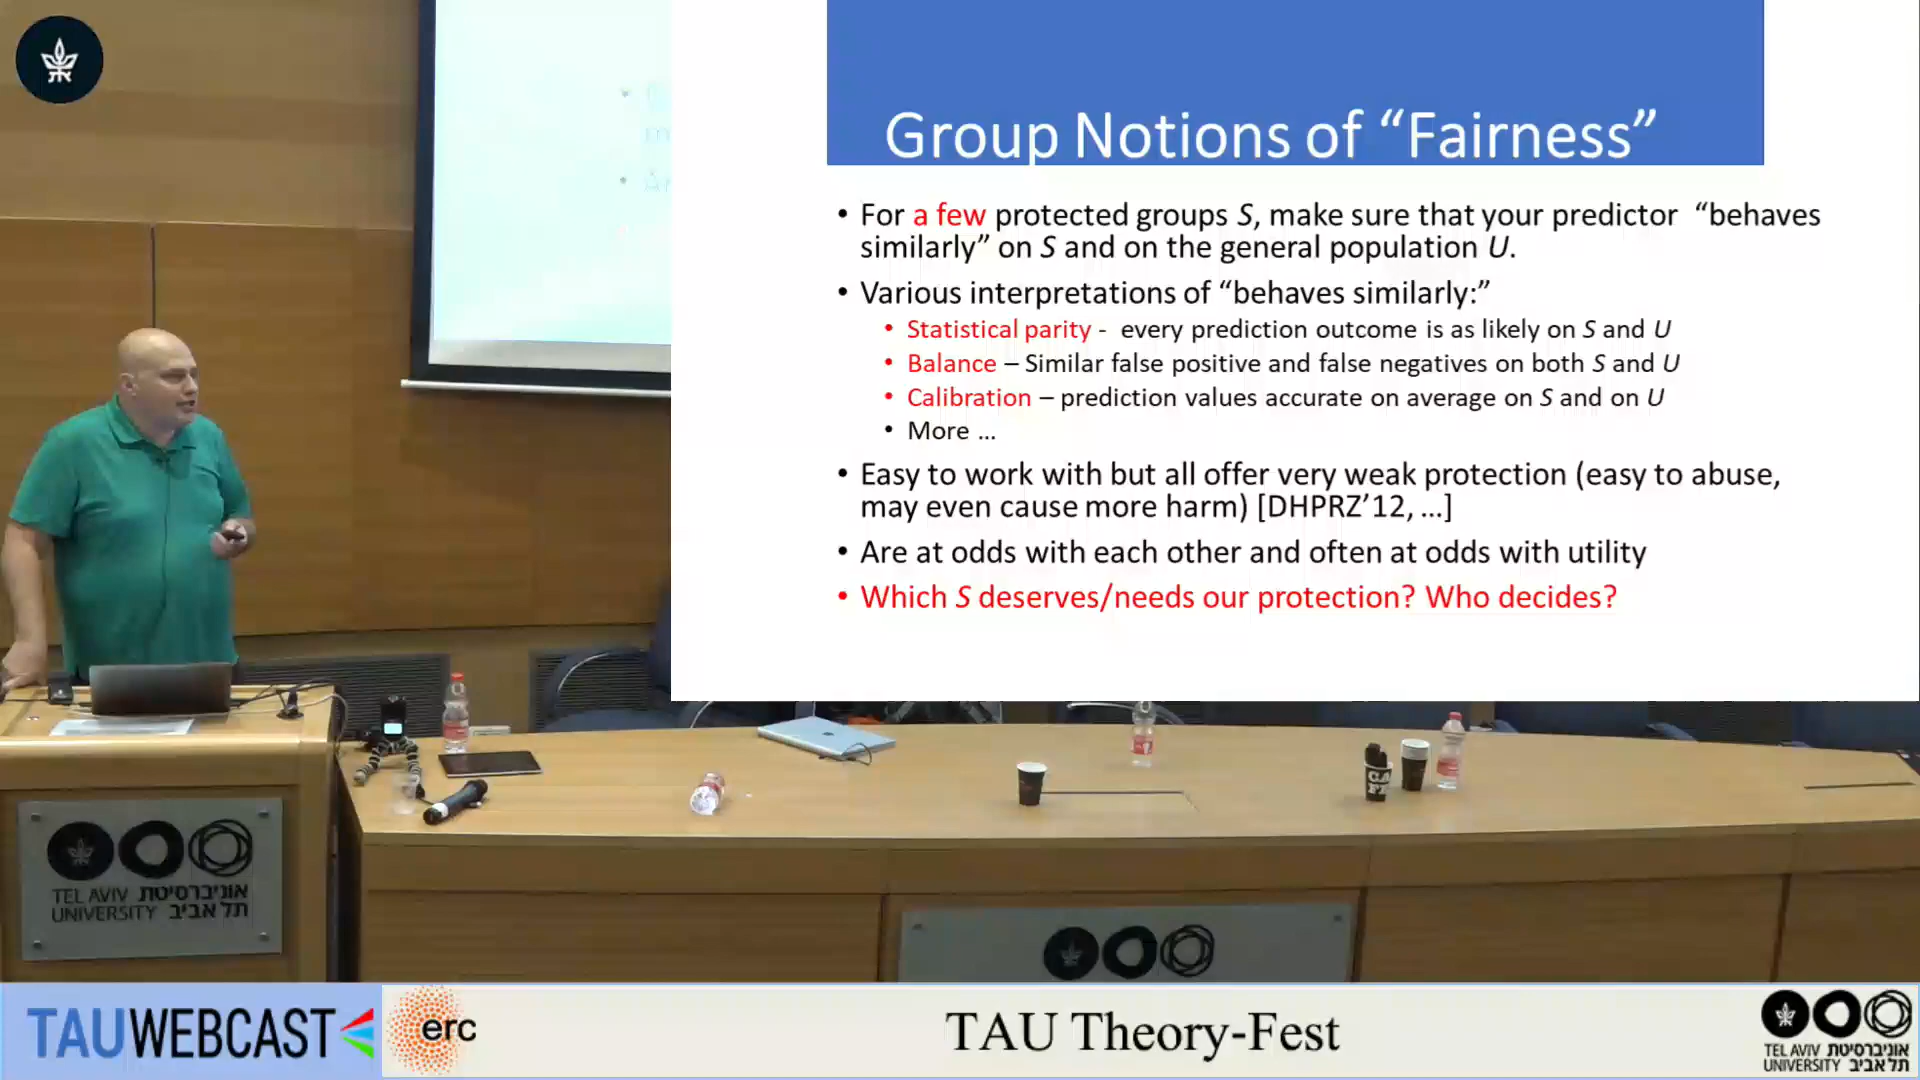 Group Notions of “Fairness”
• For a few protected groups S, make sure that your predictor “behaves
similarly” on S and on the general population U.
• Various interpretations of “behaves similarly:”
• Statistical parity - every prediction outcome is as likely on S and U
• Balance – Similar false positive and false negatives on both S and U
• Calibration – prediction values accurate on average on S and on U
• More ...
• Easy to work with but all offer very weak protection (easy to abuse,
may even cause more harm) [DHPRZ’12, ...]
• Are at odds with each other and often at odds with utility
• Which S deserves/needs our protection? Who decides?
TEL AVIV אוניברסיטת
UNIVERSITY תל אביב
TAUWEBCAST
erc
TAU Theory-Fest
TEL AVIV אוניברסיטת
UNIVERSITY תל אביב